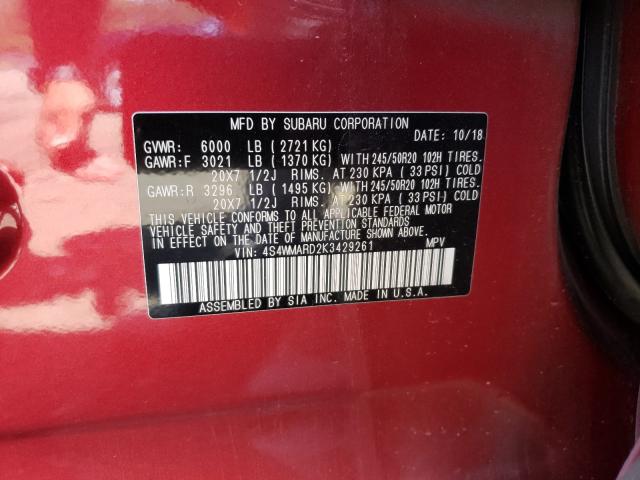 MFD BY SUBARU CORPORATION
DATE: 10/18
GVWR: 6000 LB (2721 KG)
GAWR:F 3021 LB (1370 KG) WITH 245/50R20 102H TIRES.
20X7 1/2J RIMS. AT 230 KPA (33 PSI) COLD
GAWR:R 3296 LB (1495 KG) WITH 245/50R20 102H TIRES.
20X7 1/2J RIMS. AT 230 KPA (33 PSI) COLD
THIS VEHICLE CONFORMS TO ALL APPLICABLE FEDERAL MOTOR
VEHICLE SAFETY AND THEFT PREVENTION STANDARDS
IN EFFECT ON THE DATE OF MANUFACTURE SHOWN ABOVE.
VIN: 4S4WMARD2K3429261 MPV
ASSEMBLED BY SIA INC. MADE IN U.S.A.